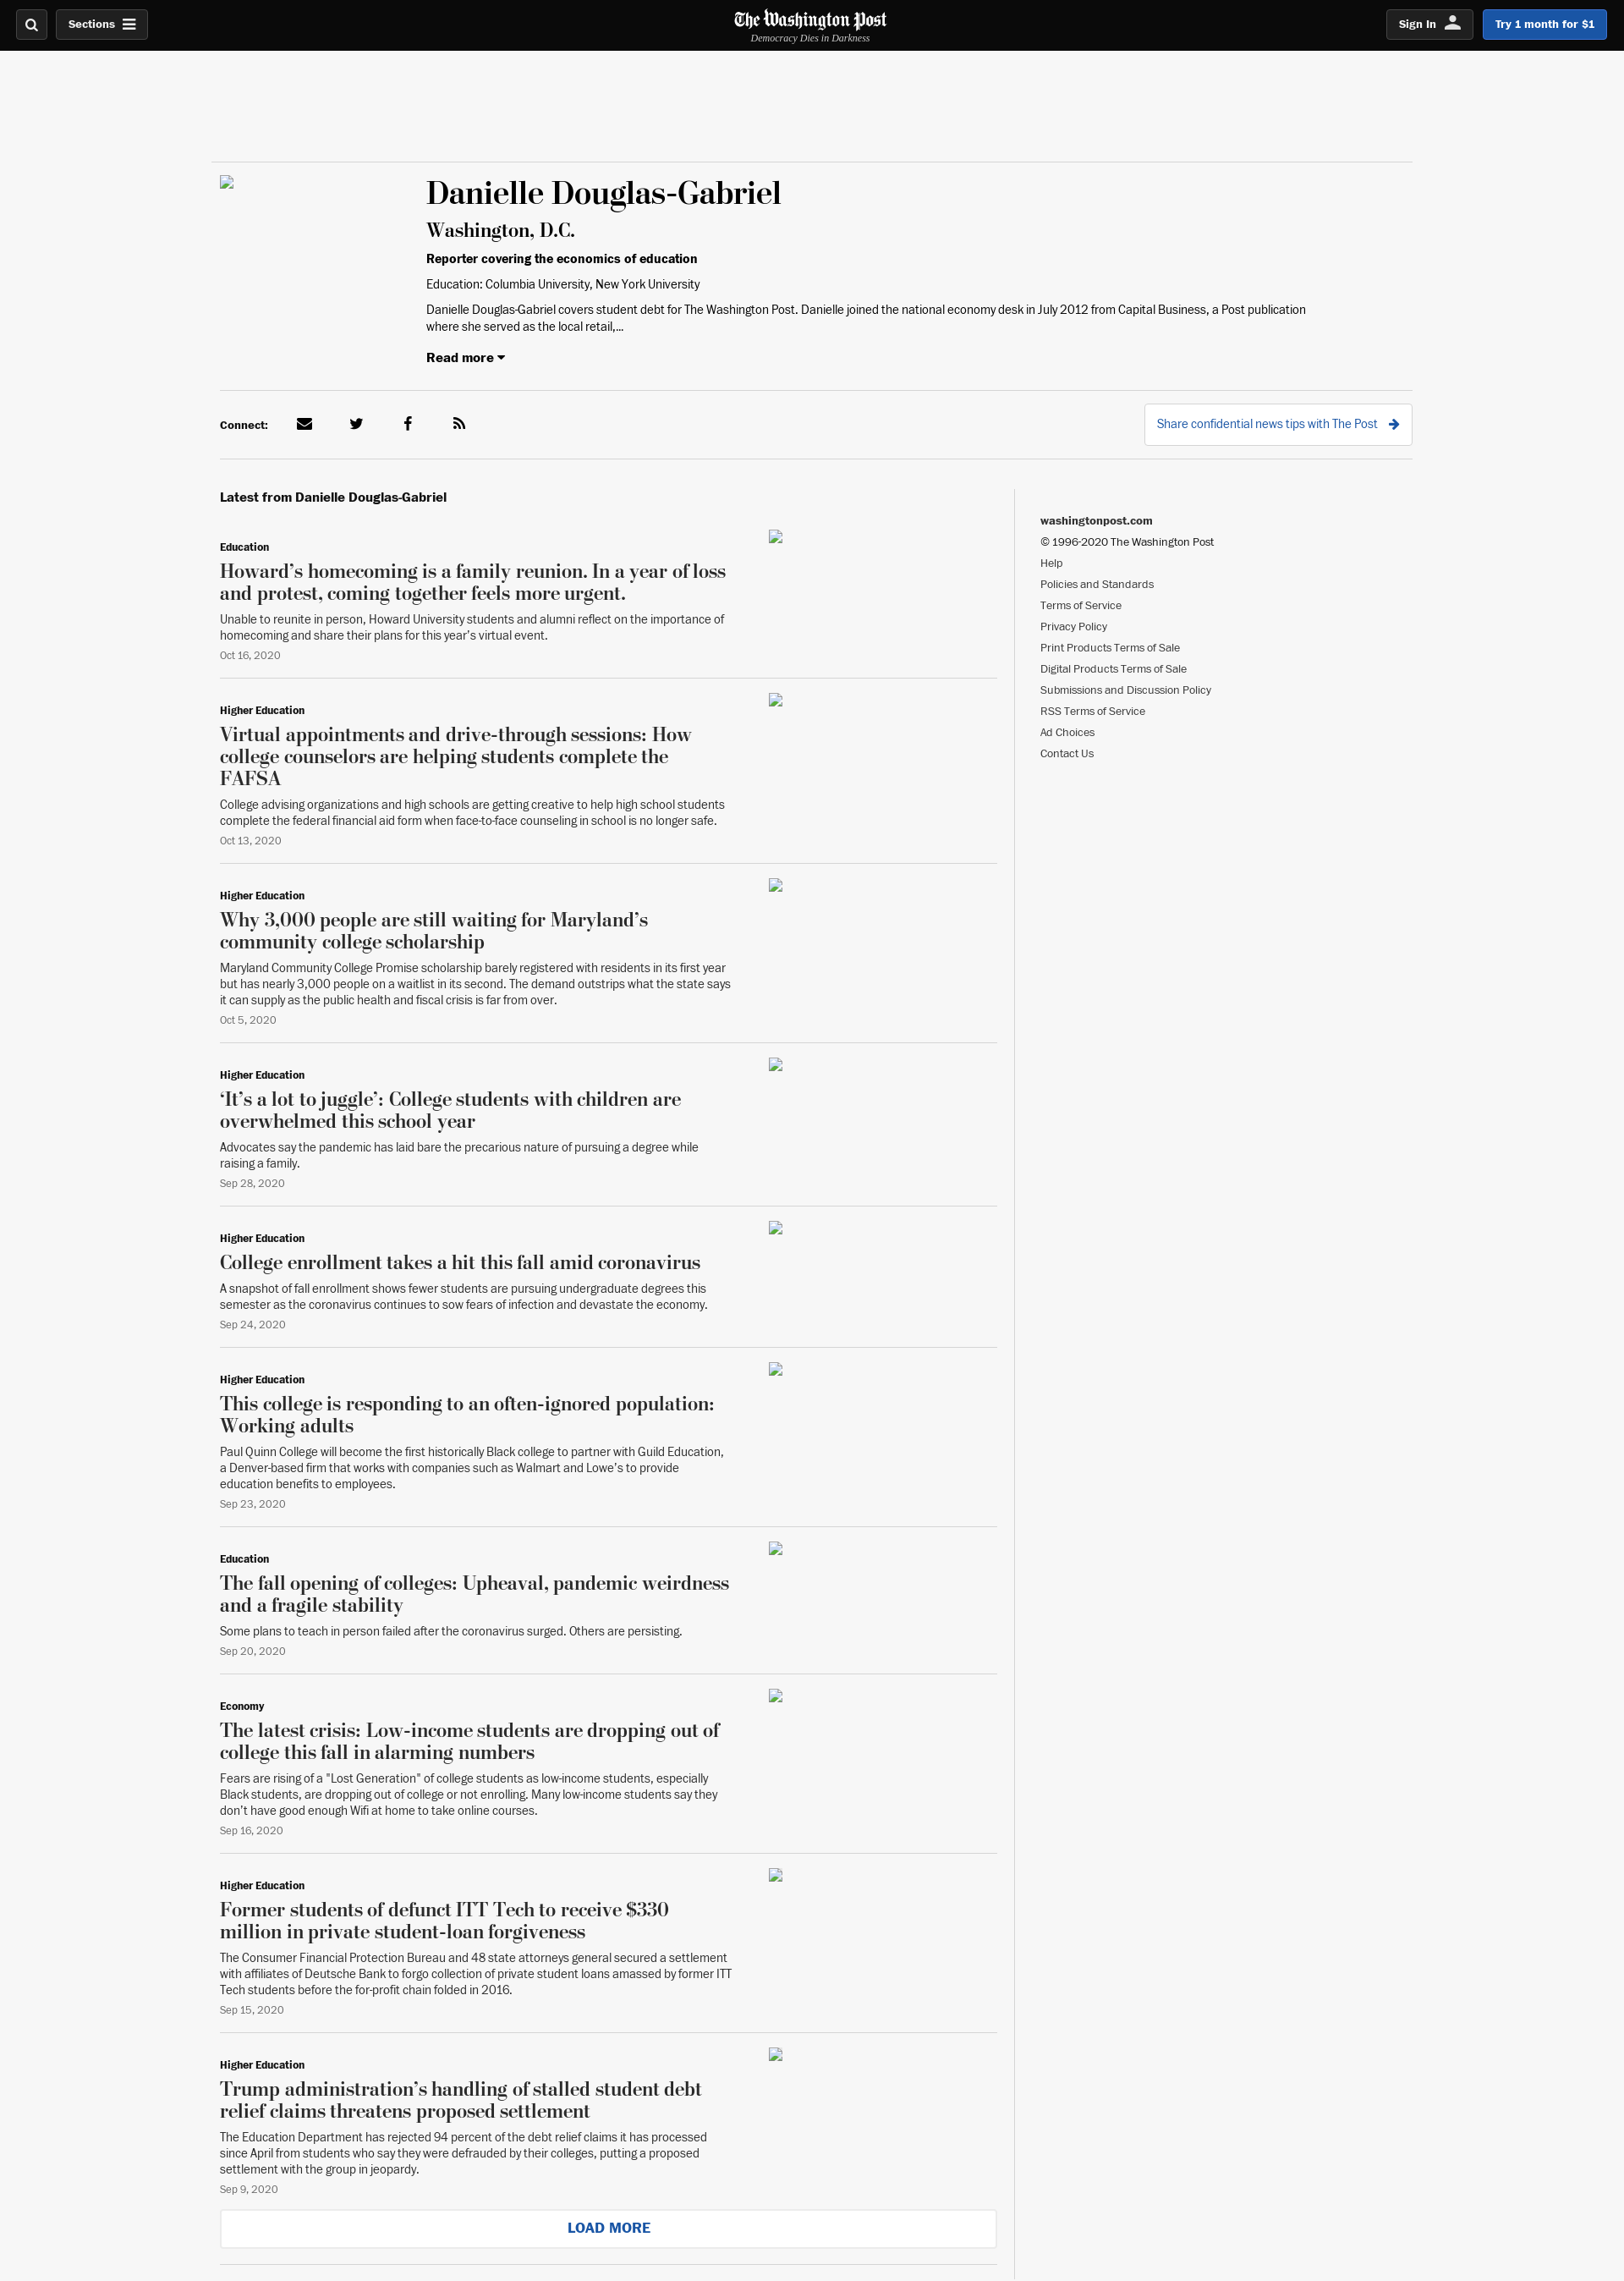 Sections
The Washington Post
Democracy Dies in Darkness
Sign In
Try 1 month for $1
Danielle Douglas-Gabriel
Washington, D.C.
Reporter covering the economics of education
Education: Columbia University, New York University
Danielle Douglas-Gabriel covers student debt for The Washington Post. Danielle joined the national economy desk in July 2012 from Capital Business, a Post publication
where she served as the local retail,...
Read more
Connect:
Share confidential news tips with The Post
Latest from Danielle Douglas-Gabriel
Education
Howard’s homecoming is a family reunion. In a year of loss
and protest, coming together feels more urgent.
Unable to reunite in person, Howard University students and alumni reflect on the importance of
homecoming and share their plans for this year’s virtual event.
Oct 16, 2020
Higher Education
Virtual appointments and drive-through sessions: How
college counselors are helping students complete the
FAFSA
College advising organizations and high schools are getting creative to help high school students
complete the federal financial aid form when face-to-face counseling in school is no longer safe.
Oct 13, 2020
Higher Education
Why 3,000 people are still waiting for Maryland’s
community college scholarship
Maryland Community College Promise scholarship barely registered with residents in its first year
but has nearly 3,000 people on a waitlist in its second. The demand outstrips what the state says
it can supply as the public health and fiscal crisis is far from over.
Oct 5, 2020
Higher Education
‘It’s a lot to juggle’: College students with children are
overwhelmed this school year
Advocates say the pandemic has laid bare the precarious nature of pursuing a degree while
raising a family.
Sep 28, 2020
Higher Education
College enrollment takes a hit this fall amid coronavirus
A snapshot of fall enrollment shows fewer students are pursuing undergraduate degrees this
semester as the coronavirus continues to sow fears of infection and devastate the economy.
Sep 24, 2020
Higher Education
This college is responding to an often-ignored population:
Working adults
Paul Quinn College will become the first historically Black college to partner with Guild Education,
a Denver-based firm that works with companies such as Walmart and Lowe’s to provide
education benefits to employees.
Sep 23, 2020
Education
The fall opening of colleges: Upheaval, pandemic weirdness
and a fragile stability
Some plans to teach in person failed after the coronavirus surged. Others are persisting.
Sep 20, 2020
Economy
The latest crisis: Low-income students are dropping out of
college this fall in alarming numbers
Fears are rising of a "Lost Generation" of college students as low-income students, especially
Black students, are dropping out of college or not enrolling. Many low-income students say they
don’t have good enough Wifi at home to take online courses.
Sep 16, 2020
Higher Education
Former students of defunct ITT Tech to receive $330
million in private student-loan forgiveness
The Consumer Financial Protection Bureau and 48 state attorneys general secured a settlement
with affiliates of Deutsche Bank to forgo collection of private student loans amassed by former ITT
Tech students before the for-profit chain folded in 2016.
Sep 15, 2020
Higher Education
Trump administration’s handling of stalled student debt
relief claims threatens proposed settlement
The Education Department has rejected 94 percent of the debt relief claims it has processed
since April from students who say they were defrauded by their colleges, putting a proposed
settlement with the group in jeopardy.
Sep 9, 2020
LOAD MORE
washingtonpost.com
© 1996-2020 The Washington Post
Help
Policies and Standards
Terms of Service
Privacy Policy
Print Products Terms of Sale
Digital Products Terms of Sale
Submissions and Discussion Policy
RSS Terms of Service
Ad Choices
Contact Us